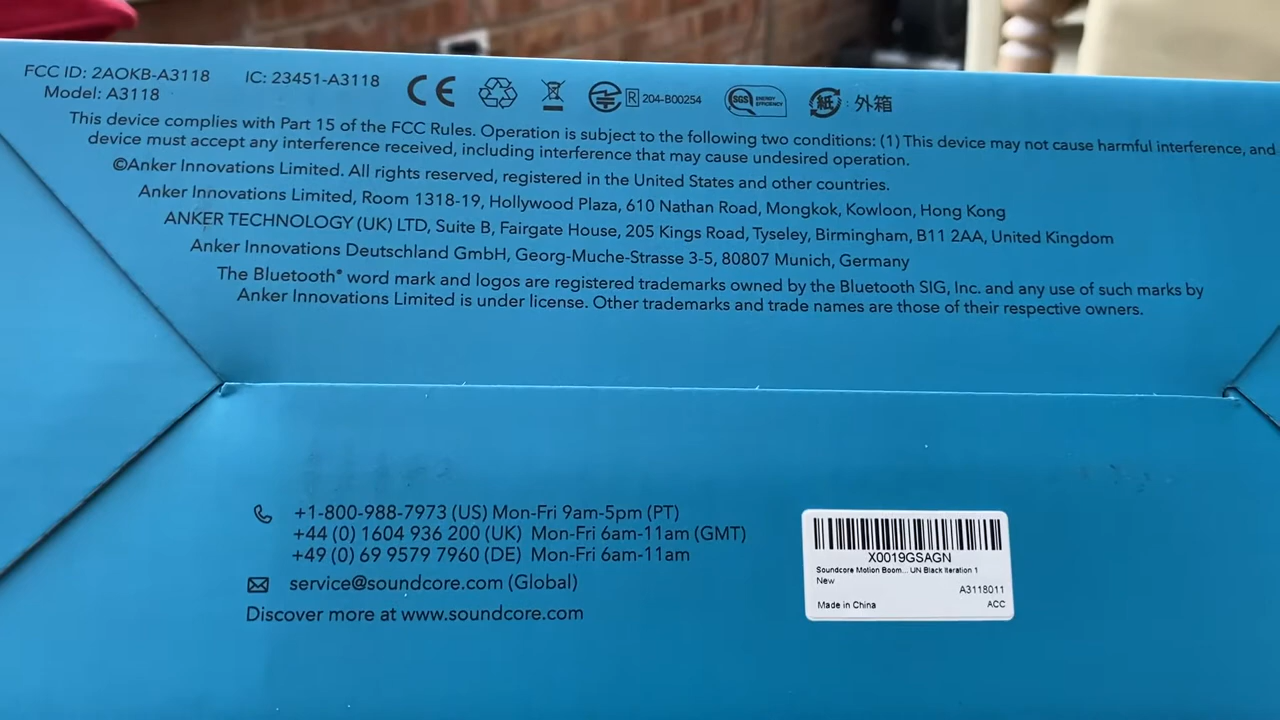 FCC ID: 2AOKB-A3118 IC: 23451-A3118
Model: A3118
CE
R 204-B00254
SGS ENERGY EFFICIENCY
紙 : 外箱
This device complies with Part 15 of the FCC Rules. Operation is subject to the following two conditions: (1) This device may not cause harmful interference, and
device must accept any interference received, including interference that may cause undesired operation.
©Anker Innovations Limited. All rights reserved, registered in the United States and other countries.
Anker Innovations Limited, Room 1318-19, Hollywood Plaza, 610 Nathan Road, Mongkok, Kowloon, Hong Kong
ANKER TECHNOLOGY (UK) LTD, Suite B, Fairgate House, 205 Kings Road, Tyseley, Birmingham, B11 2AA, United Kingdom
Anker Innovations Deutschland GmbH, Georg-Muche-Strasse 3-5, 80807 Munich, Germany
The Bluetooth® word mark and logos are registered trademarks owned by the Bluetooth SIG, Inc. and any use of such marks by
Anker Innovations Limited is under license. Other trademarks and trade names are those of their respective owners.
+1-800-988-7973 (US) Mon-Fri 9am-5pm (PT)
+44 (0) 1604 936 200 (UK) Mon-Fri 6am-11am (GMT)
+49 (0) 69 9579 7960 (DE) Mon-Fri 6am-11am
service@soundcore.com (Global)
Discover more at www.soundcore.com
X0019GSAGN
Soundcore Motion Boom... UN Black Iteration 1
New
A3118011
Made in China ACC